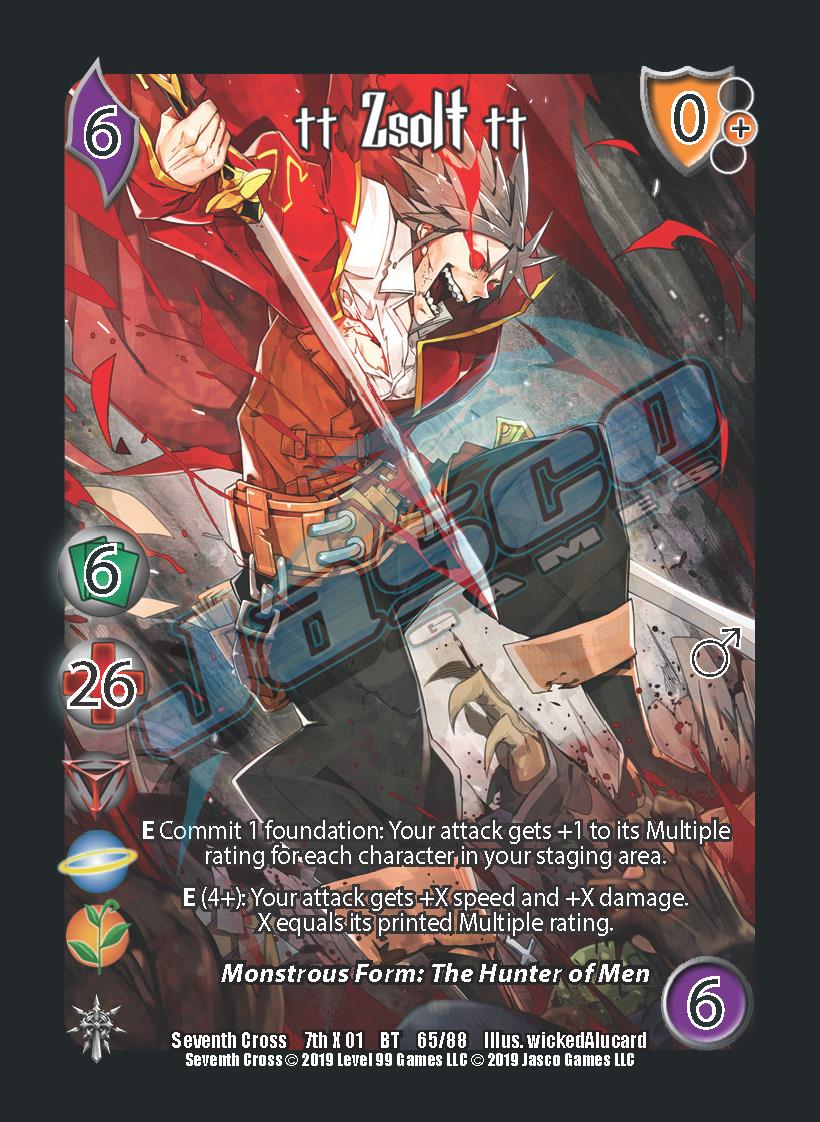 6
†† Zsolt ††
0
+
6
26
JASCO
GAMES
E Commit 1 foundation: Your attack gets +1 to its Multiple
rating for each character in your staging area.
E (4+): Your attack gets +X speed and +X damage.
X equals its printed Multiple rating.
Monstrous Form: The Hunter of Men
6
Seventh Cross 7th X 01 BT 65/88 Illus. wickedAlucard
Seventh Cross © 2019 Level 99 Games LLC © 2019 Jasco Games LLC